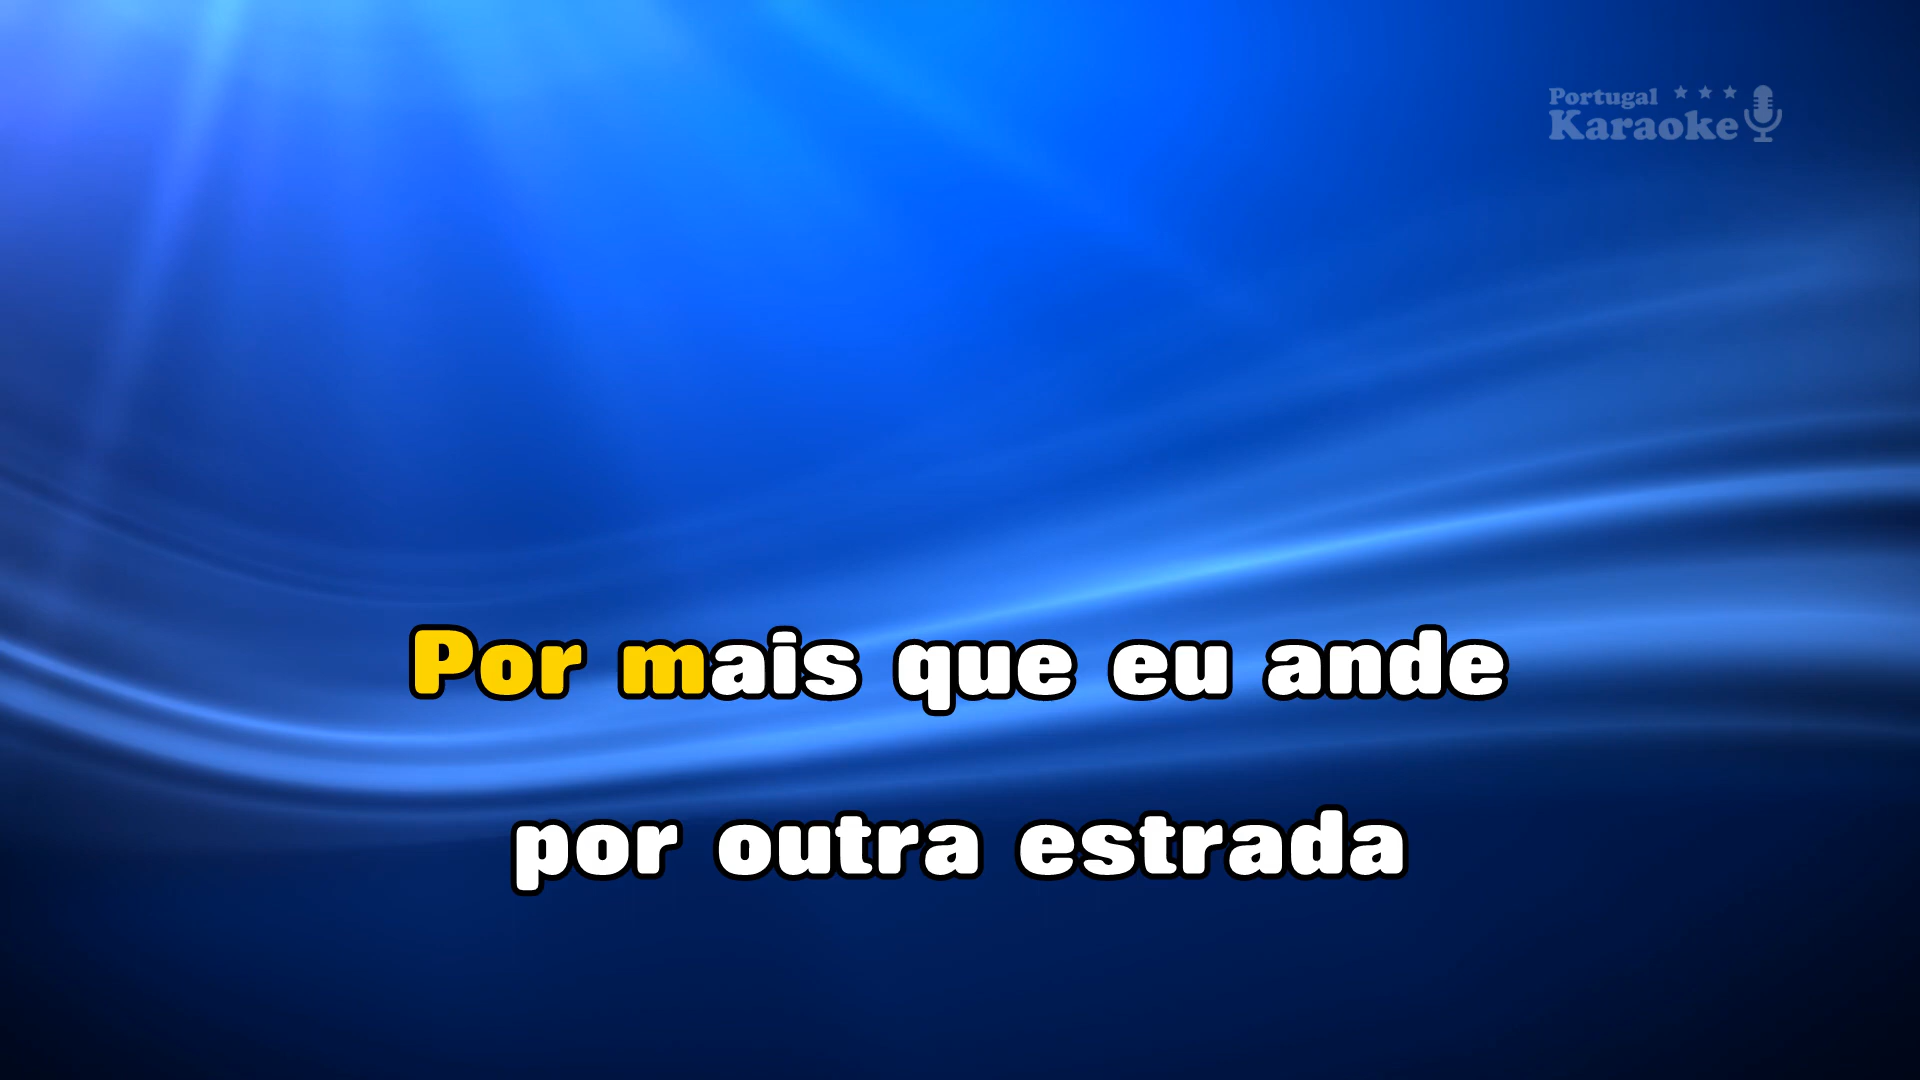 Portugal
Karaoke
Por mais que eu ande
por outra estrada